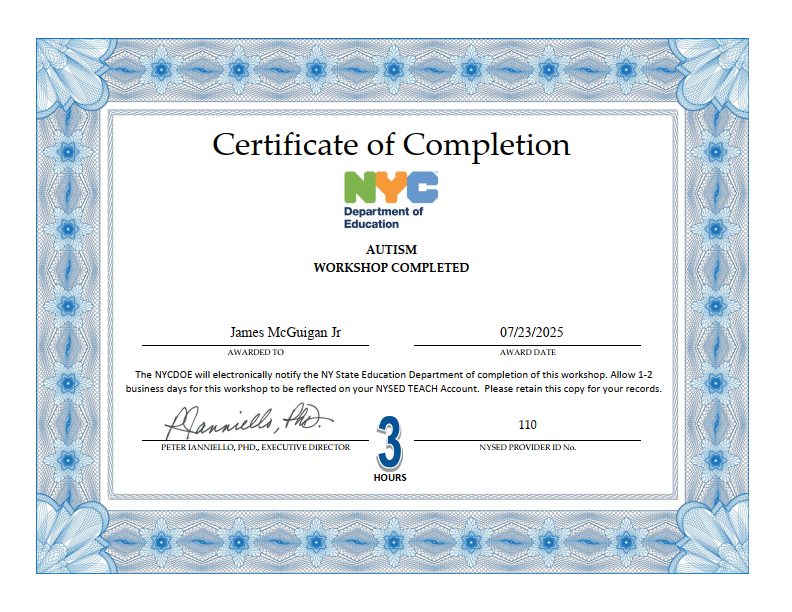 Certificate of Completion
NYC
Department of
Education
AUTISM
WORKSHOP COMPLETED
James McGuigan Jr
07/23/2025
AWARDED TO
AWARD DATE
The NYCDOE will electronically notify the NY State Education Department of completion of this workshop. Allow 1-2
business days for this workshop to be reflected on your NYSED TEACH Account. Please retain this copy for your records.
PIanniello, PhD.
110
PETER IANNIELLO, PHD., EXECUTIVE DIRECTOR
3
NYSED PROVIDER ID No.
HOURS